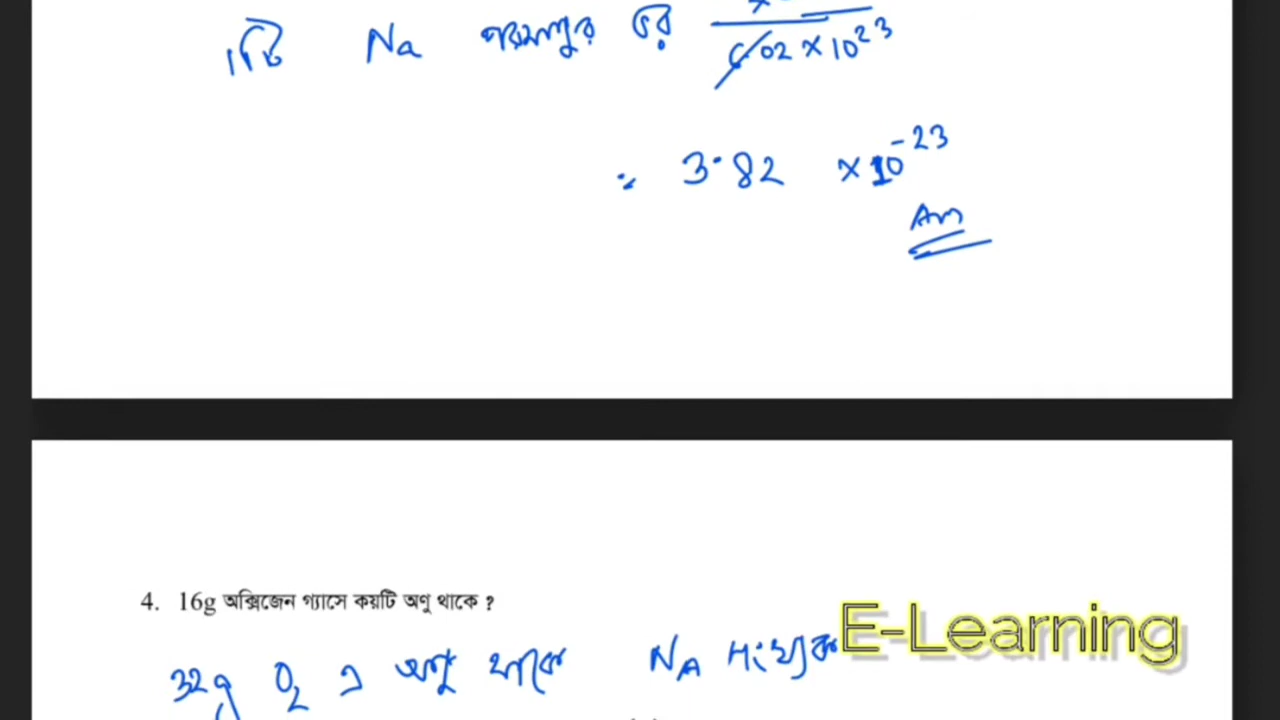 1টি Na পরমাণুর ভর
6.02 × 10²³
= 3.82 × 10⁻²³
Ans
4. 16g অক্সিজেন গ্যাসে কয়টি অণু থাকে ?
32g O₂ এ অণু থাকে N_A সংখ্যক
E-Learning